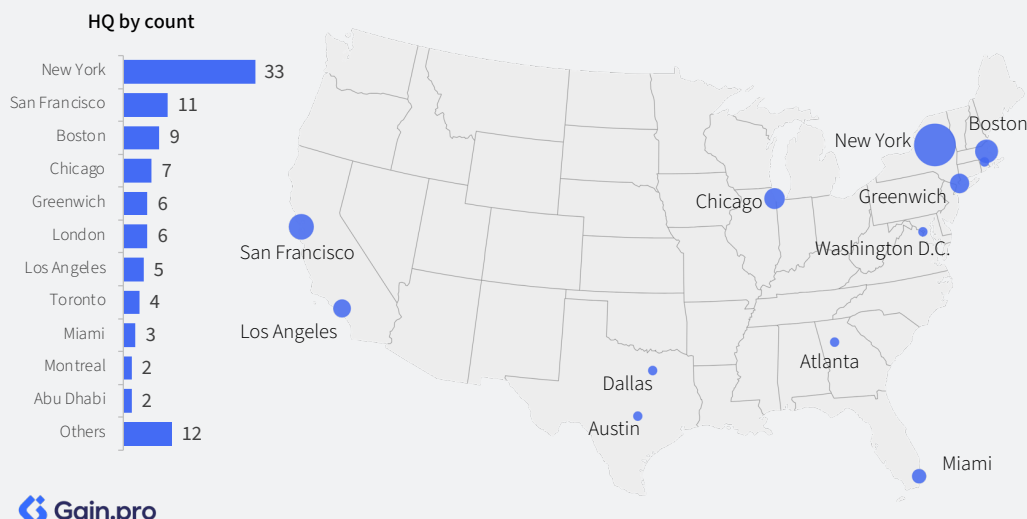 HQ by count
New York 33
San Francisco 11
Boston 9
Chicago 7
Greenwich 6
London 6
Los Angeles 5
Toronto 4
Miami 3
Montreal 2
Abu Dhabi 2
Others 12
Boston
New York
Chicago
Greenwich
Washington D.C.
San Francisco
Los Angeles
Atlanta
Dallas
Austin
Miami
Gain.pro